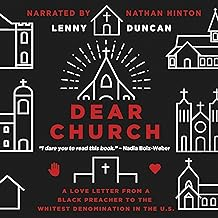 NARRATED BY NATHAN HINTON
LENNY DUNCAN
DEAR
CHURCH
"I dare you to read this book." – Nadia Bolz-Weber
A LOVE LETTER FROM A
BLACK PREACHER TO THE
WHITEST DENOMINATION IN THE U.S.